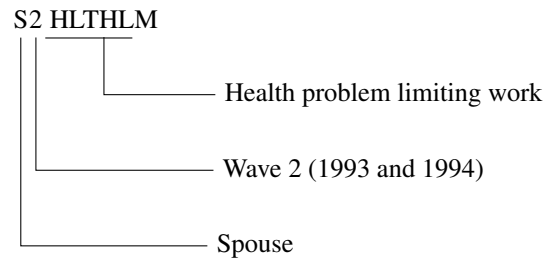 S2 HLTHLM
Health problem limiting work
Wave 2 (1993 and 1994)
Spouse